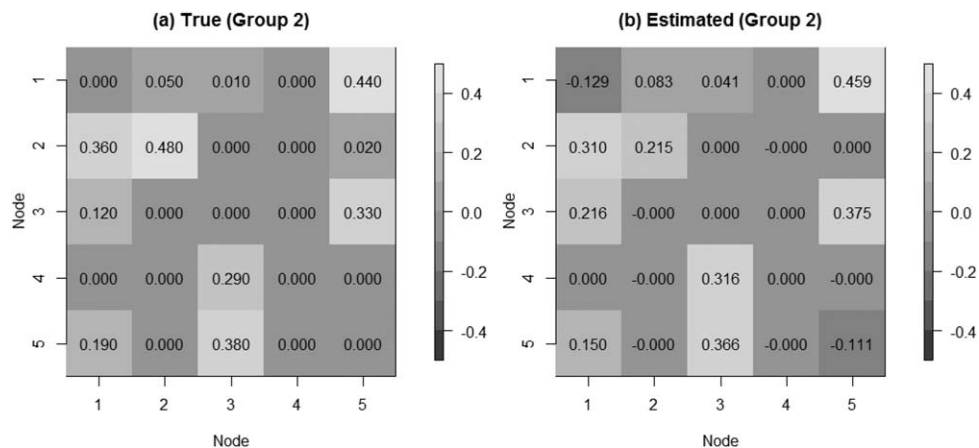 (a) True (Group 2)
1 0.000 0.050 0.010 0.000 0.440
2 0.360 0.480 0.000 0.000 0.020
3 0.120 0.000 0.000 0.000 0.330
4 0.000 0.000 0.290 0.000 0.000
5 0.190 0.000 0.380 0.000 0.000
1 2 3 4 5
Node
Node
0.4
0.2
0.0
-0.2
-0.4
(b) Estimated (Group 2)
1 -0.129 0.083 0.041 0.000 0.459
2 0.310 0.215 0.000 -0.000 0.000
3 0.216 -0.000 0.000 0.000 0.375
4 0.000 -0.000 0.316 0.000 -0.000
5 0.150 -0.000 0.366 -0.000 -0.111
1 2 3 4 5
Node
Node
0.4
0.2
0.0
-0.2
-0.4